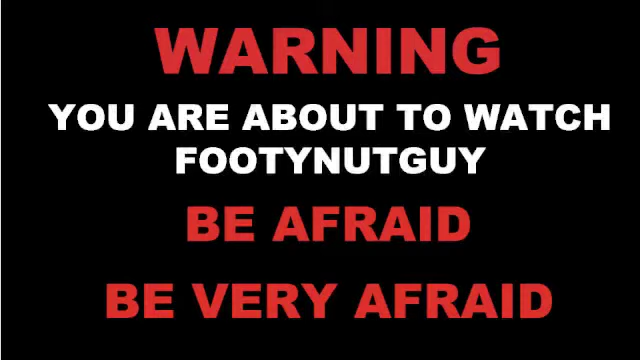 WARNING
YOU ARE ABOUT TO WATCH
FOOTYNUTGUY
BE AFRAID
BE VERY AFRAID